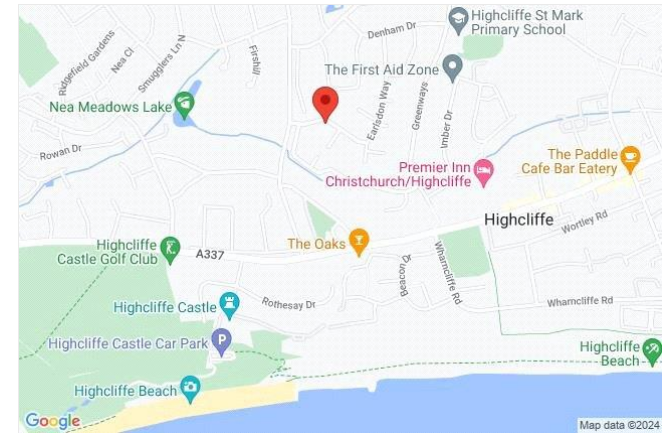 Highcliffe St Mark
Primary School
Denham Dr
Ridgefield Gardens
Nea Cl
Smugglers Ln N
Firshill
The First Aid Zone
Nea Meadows Lake
Earlsdon Way
Greenways
Imber Dr
Rowan Dr
Premier Inn
Christchurch/Highcliffe
The Paddle
Cafe Bar Eatery
Highcliffe
Wortley Rd
Highcliffe
Castle Golf Club
A337
The Oaks
Beacon Dr
Wharncliffe Rd
Rothesay Dr
Wharncliffe Rd
Highcliffe Castle
Highcliffe Castle Car Park
P
Highcliffe
Beach
Highcliffe Beach
Google
Map data ©2024